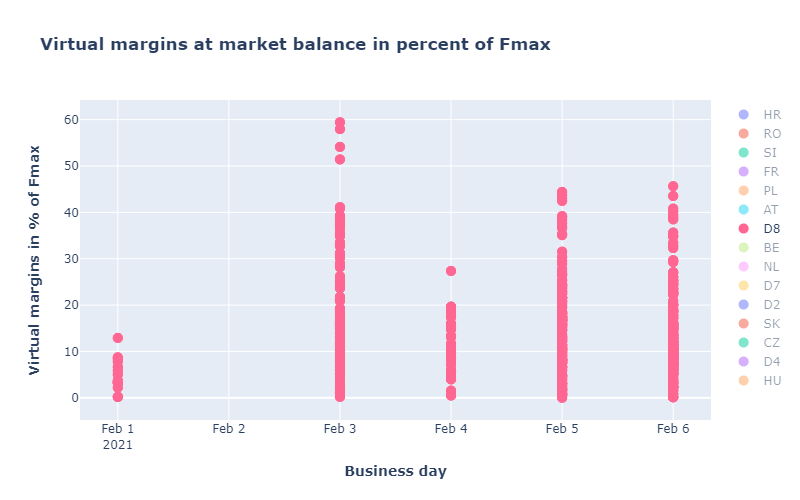 Virtual margins at market balance in percent of Fmax
Virtual margins in % of Fmax
60
50
40
30
20
10
0
Feb 1
2021
Feb 2
Feb 3
Feb 4
Feb 5
Feb 6
Business day
HR
RO
SI
FR
PL
AT
D8
BE
NL
D7
D2
SK
CZ
D4
HU